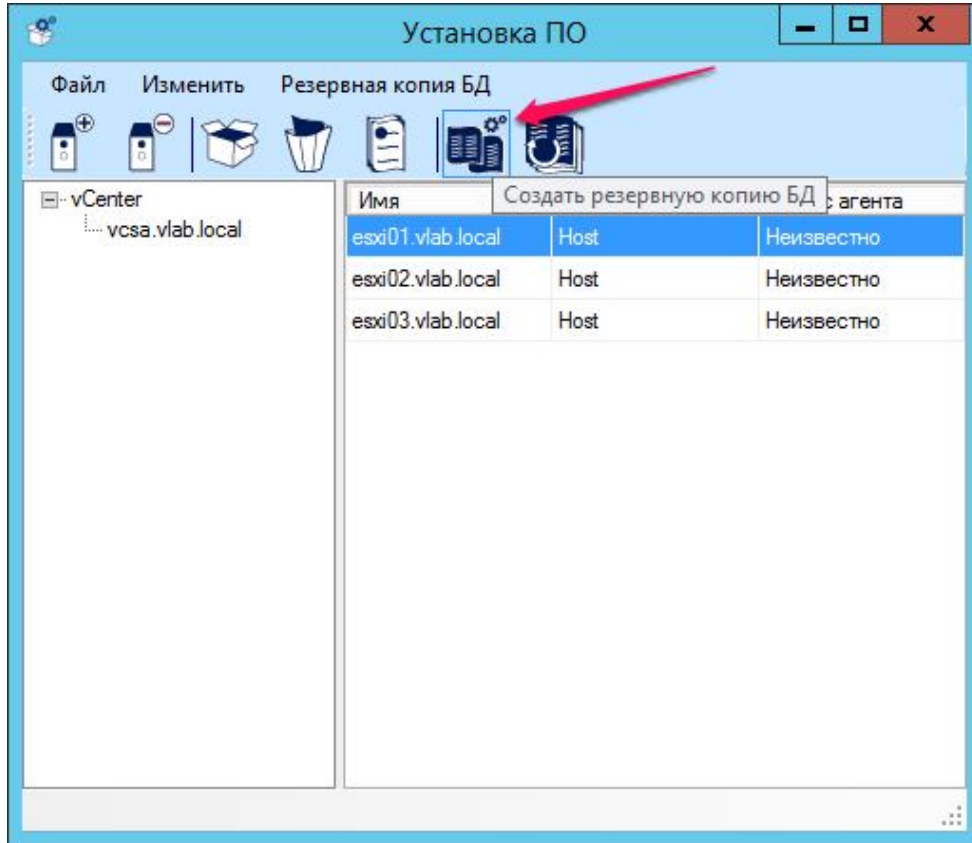 Установка ПО
Файл Изменить Резервная копия БД
Создать резервную копию БД
vCenter
vcsa.vlab.local
Имя с агента
esxi01.vlab.local Host Неизвестно
esxi02.vlab.local Host Неизвестно
esxi03.vlab.local Host Неизвестно